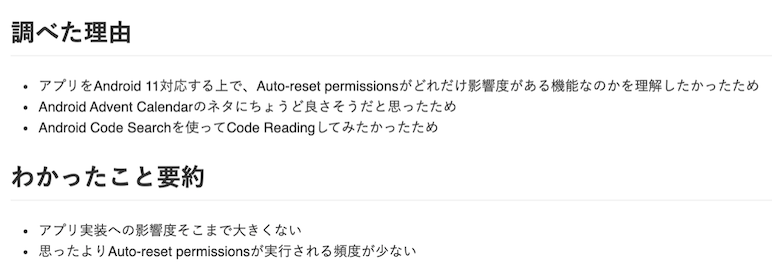 調べた理由
アプリをAndroid 11対応する上で、Auto-reset permissionsがどれだけ影響度がある機能なのかを理解したかったため
Android Advent Calendarのネタにちょうど良さそうだと思ったため
Android Code Searchを使ってCode Readingしてみたかったため
わかったこと要約
アプリ実装への影響度そこまで大きくない
思ったよりAuto-reset permissionsが実行される頻度が少ない